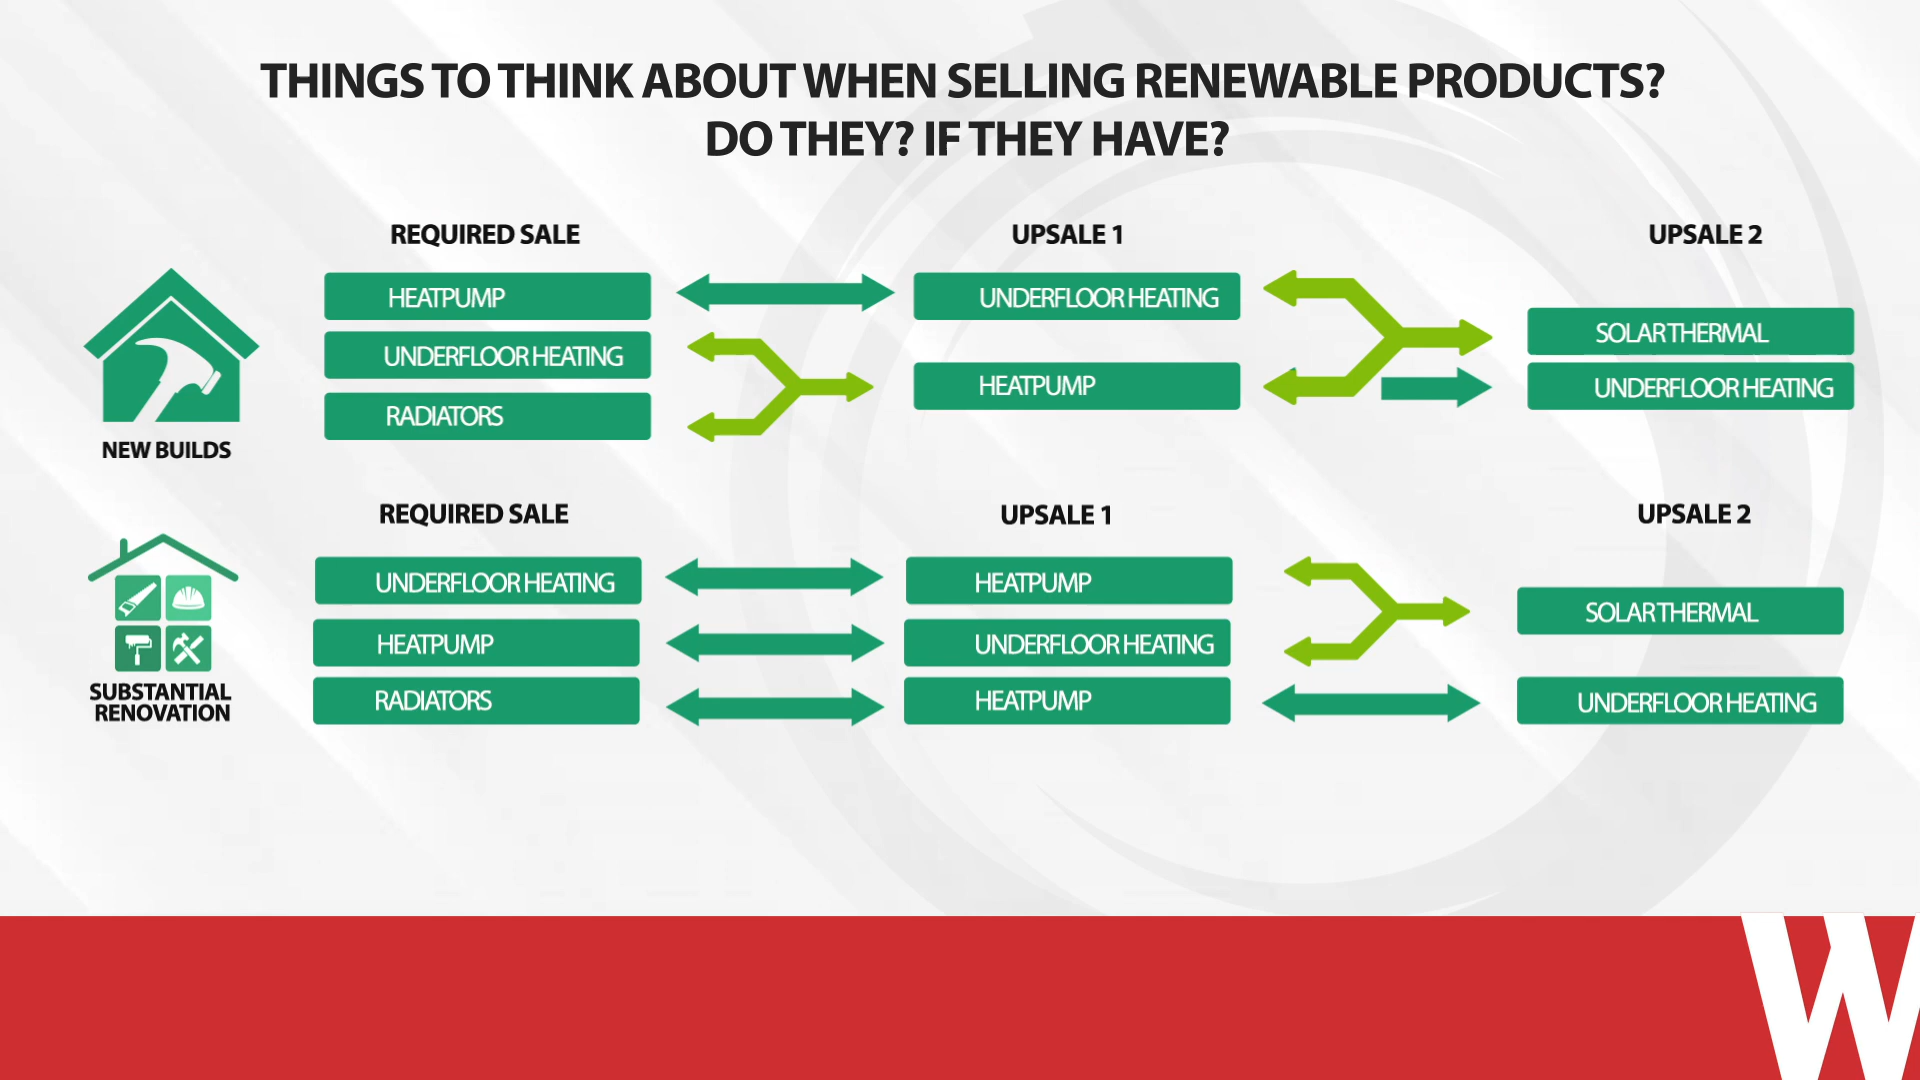 THINGS TO THINK ABOUT WHEN SELLING RENEWABLE PRODUCTS?
DO THEY? IF THEY HAVE?
REQUIRED SALE
UPSALE 1
UPSALE 2
HEATPUMP
UNDERFLOOR HEATING
SOLAR THERMAL
UNDERFLOOR HEATING
HEATPUMP
UNDERFLOOR HEATING
RADIATORS
NEW BUILDS
REQUIRED SALE
UPSALE 1
UPSALE 2
UNDERFLOOR HEATING
HEATPUMP
SOLAR THERMAL
HEATPUMP
UNDERFLOOR HEATING
RADIATORS
HEATPUMP
UNDERFLOOR HEATING
SUBSTANTIAL
RENOVATION
W